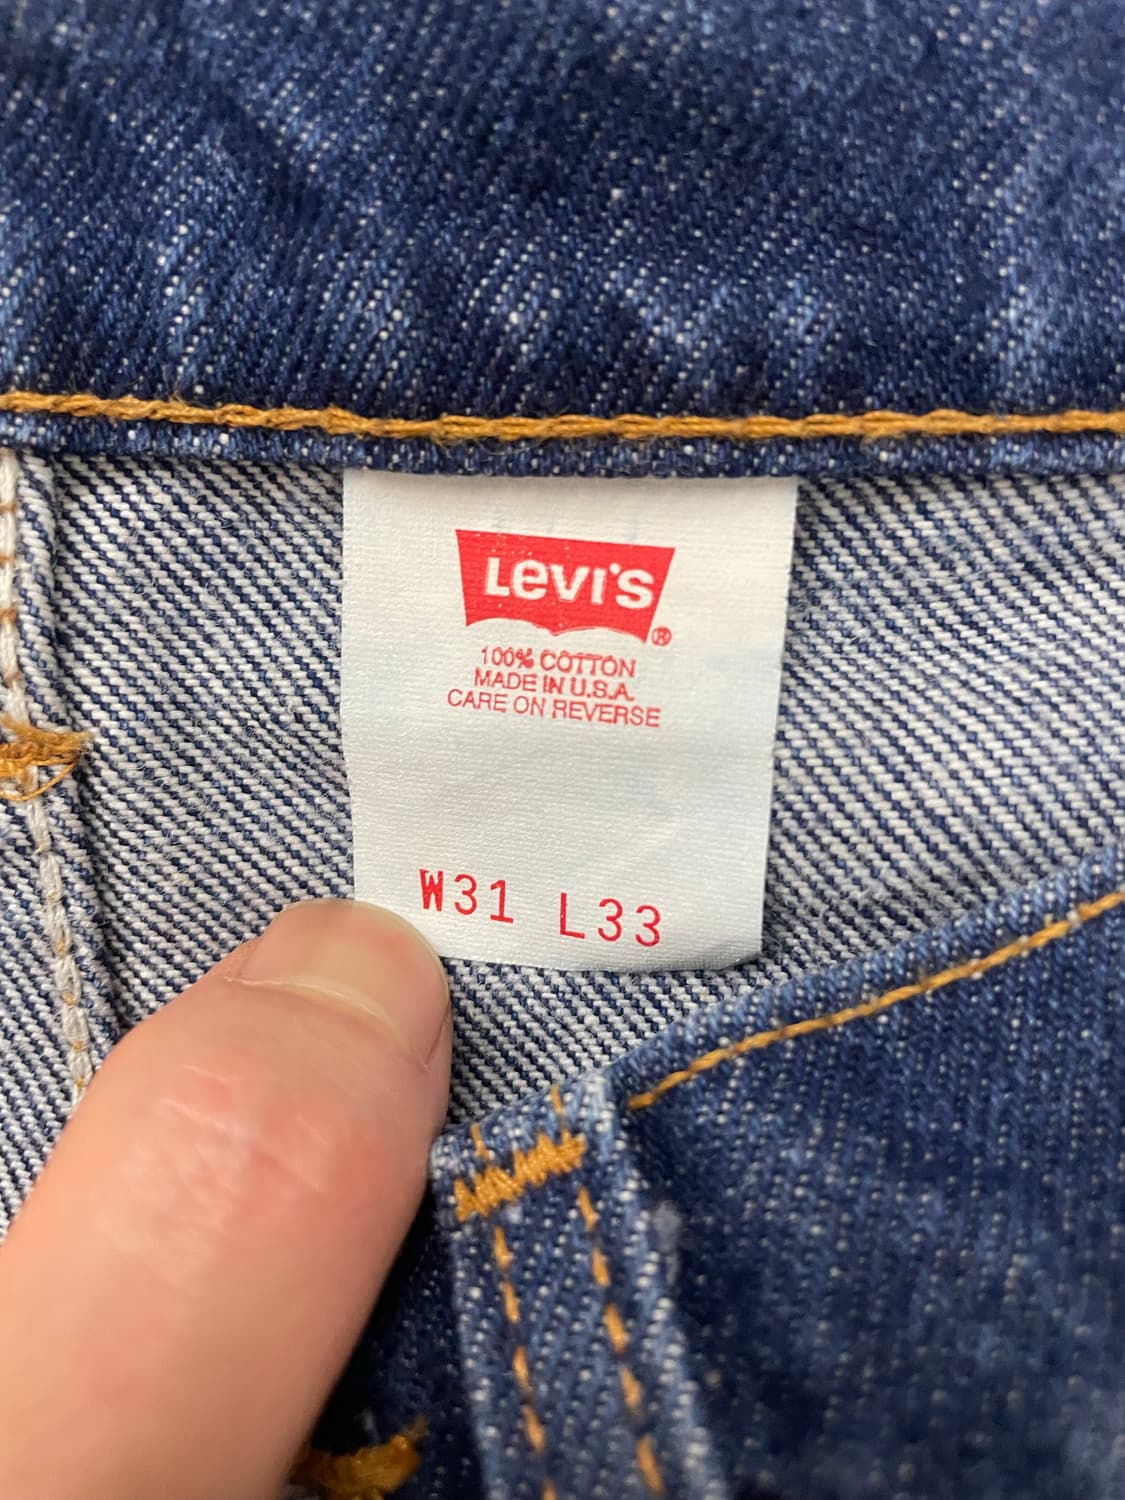 Levi's®
100% COTTON
MADE IN U.S.A.
CARE ON REVERSE
W31 L33